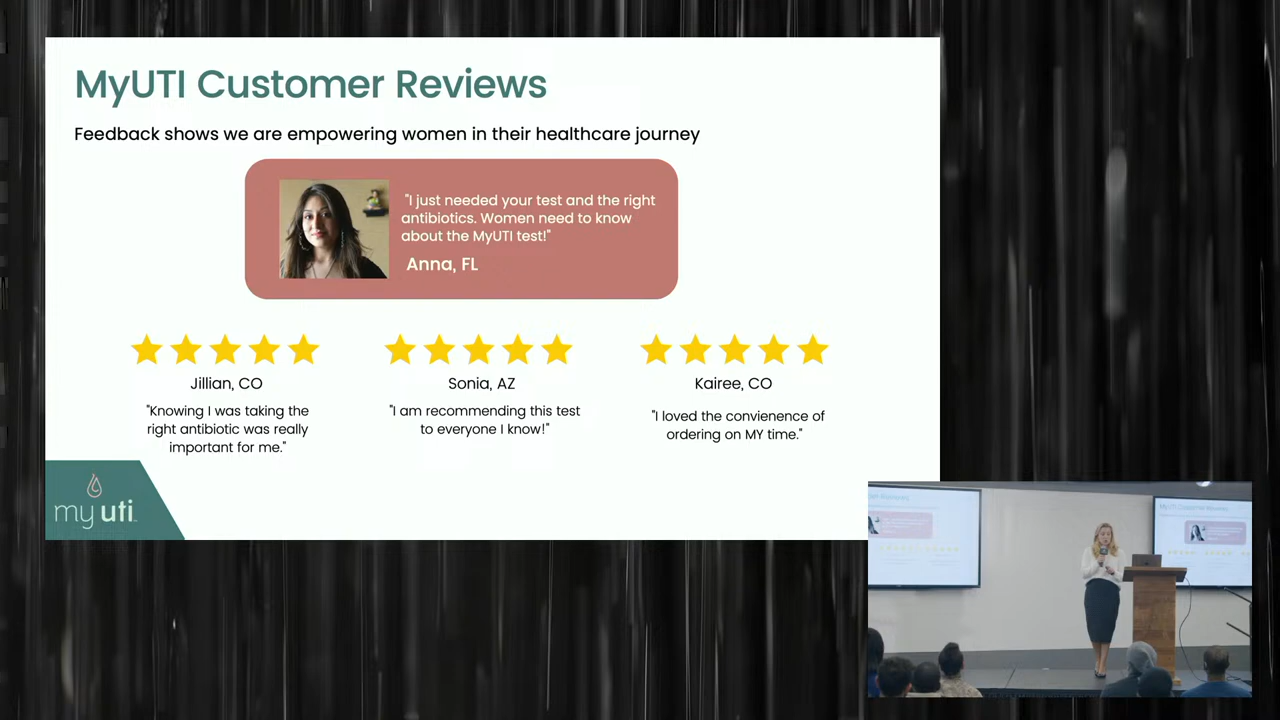 MyUTI Customer Reviews
Feedback shows we are empowering women in their healthcare journey
"I just needed your test and the right
antibiotics. Women need to know
about the MyUTI test!"
Anna, FL
Jillian, CO
"Knowing I was taking the
right antibiotic was really
important for me."
Sonia, AZ
"I am recommending this test
to everyone I know!"
Kairee, CO
"I loved the convienence of
ordering on MY time."
my uti